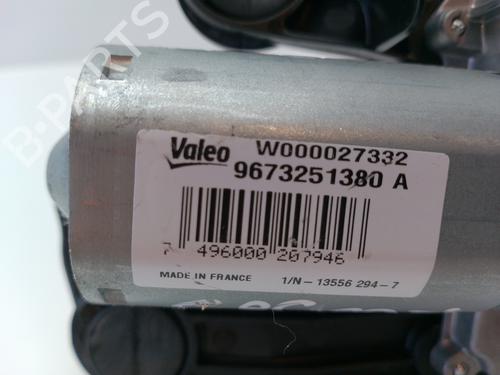 Valeo W000027332
9673251380 A
7 496000 207946
MADE IN FRANCE 1/N - 13556 294 - 7
B-PARTS